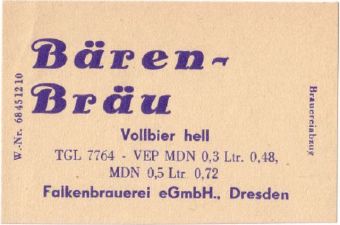 Bären-
Bräu
Vollbier hell
TGL 7764 - VEP MDN 0,3 Ltr. 0,48,
MDN 0,5 Ltr. 0,72
Falkenbrauerei eGmbH., Dresden
W.-Nr. 68451210
Brauereiabzug